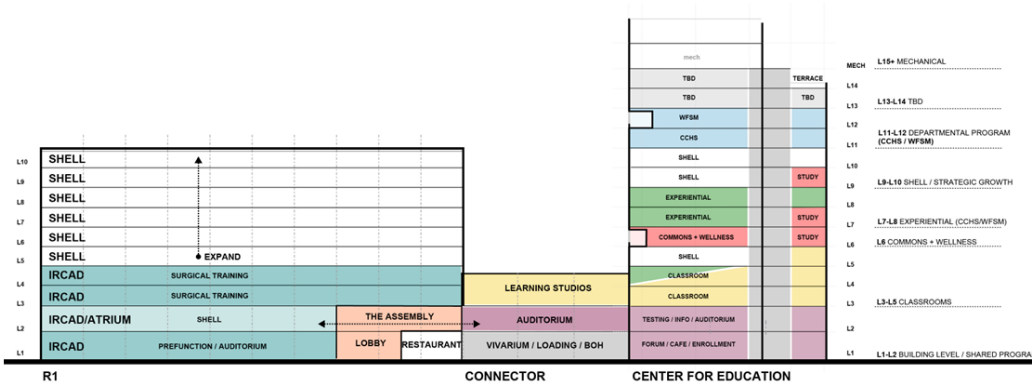 mech
MECH
L15+ MECHANICAL
TBD
TERRACE
L14
TBD
TBD
L13-L14 TBD
L13
WFSM
L12
L11-L12 DEPARTMENTAL PROGRAM
(CCHS / WFSM)
CCHS
L11
SHELL
L10
SHELL
STUDY
L9-L10 SHELL / STRATEGIC GROWTH
L9
EXPERIENTIAL
L8
EXPERIENTIAL
STUDY
L7-L8 EXPERIENTIAL (CCHS/WFSM)
L7
COMMONS + WELLNESS
STUDY
L6 COMMONS + WELLNESS
L6
SHELL
L5
CLASSROOM
L4
CLASSROOM
L3-L5 CLASSROOMS
L3
TESTING / INFO / AUDITORIUM
L2
FORUM / CAFE / ENROLLMENT
L1
L1-L2 BUILDING LEVEL / SHARED PROGRA
L10
SHELL
L9
SHELL
L8
SHELL
L7
SHELL
L6
SHELL
L5
SHELL
EXPAND
L4
IRCAD
SURGICAL TRAINING
L3
IRCAD
SURGICAL TRAINING
L2
IRCAD/ATRIUM
SHELL
THE ASSEMBLY
L1
IRCAD
PREFUNCTION / AUDITORIUM
LOBBY
RESTAURANT
LEARNING STUDIOS
AUDITORIUM
VIVARIUM / LOADING / BOH
R1
CONNECTOR
CENTER FOR EDUCATION